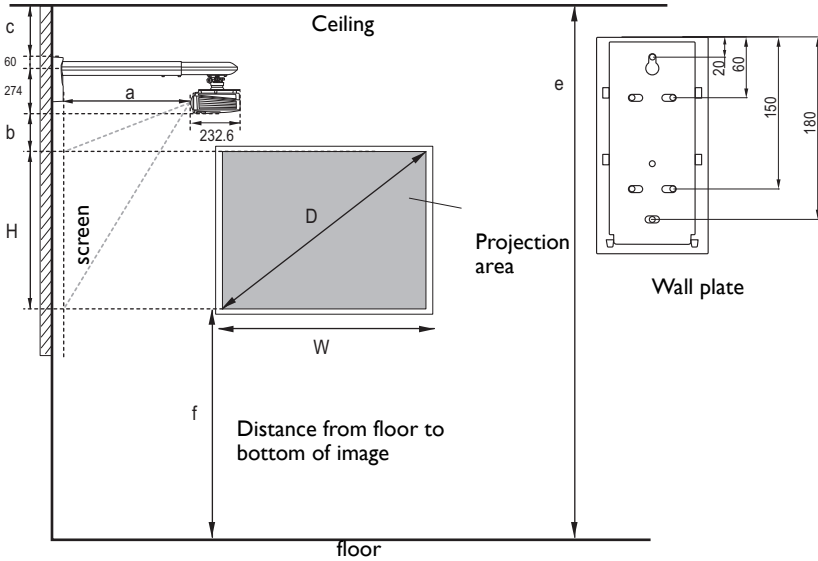 c
Ceiling
60
274
a
e
b
232.6
20
60
150
180
H
D
screen
Projection
area
Wall plate
W
f
Distance from floor to
bottom of image
floor